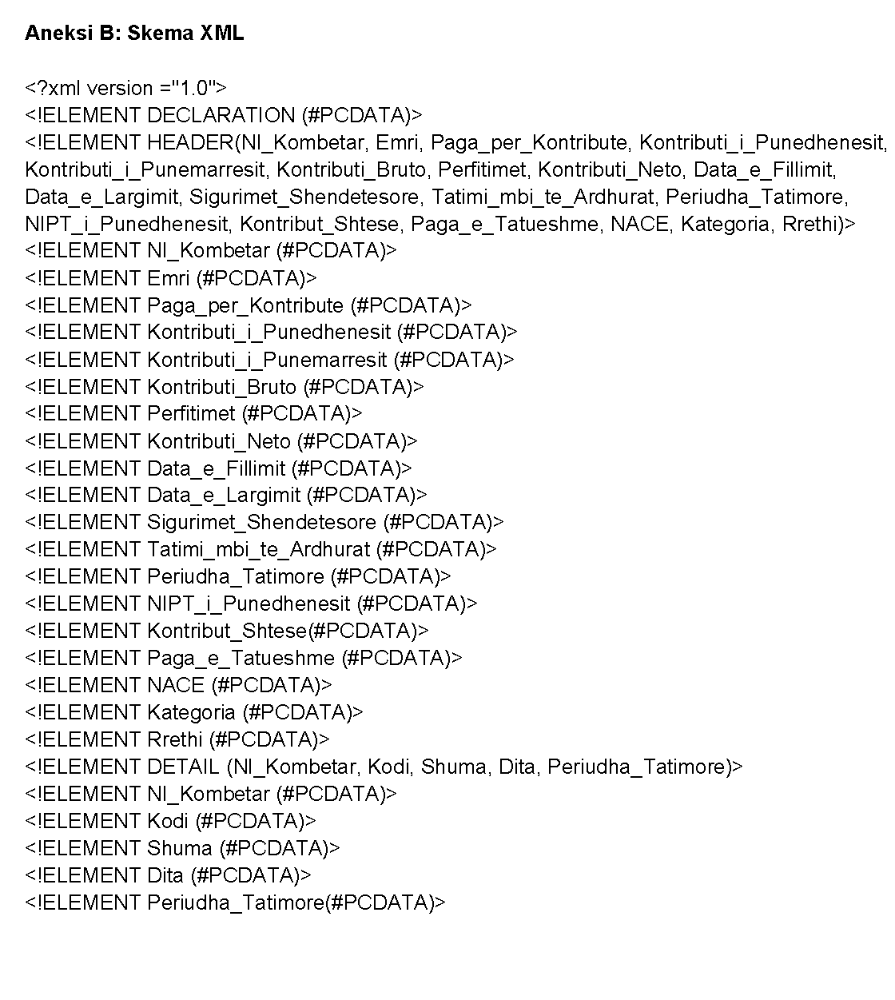 Aneksi B: Skema XML
<?xml version ="1.0">
<!ELEMENT DECLARATION (#PCDATA)>
<!ELEMENT HEADER(NI_Kombetar, Emri, Paga_per_Kontribute, Kontributi_i_Punedhenesit,
Kontributi_i_Punemarresit, Kontributi_Bruto, Perfitimet, Kontributi_Neto, Data_e_Fillimit,
Data_e_Largimit, Sigurimet_Shendetesore, Tatimi_mbi_te_Ardhurat, Periudha_Tatimore,
NIPT_i_Punedhenesit, Kontribut_Shtese, Paga_e_Tatueshme, NACE, Kategoria, Rrethi)>
<!ELEMENT NI_Kombetar (#PCDATA)>
<!ELEMENT Emri (#PCDATA)>
<!ELEMENT Paga_per_Kontribute (#PCDATA)>
<!ELEMENT Kontributi_i_Punedhenesit (#PCDATA)>
<!ELEMENT Kontributi_i_Punemarresit (#PCDATA)>
<!ELEMENT Kontributi_Bruto (#PCDATA)>
<!ELEMENT Perfitimet (#PCDATA)>
<!ELEMENT Kontributi_Neto (#PCDATA)>
<!ELEMENT Data_e_Fillimit (#PCDATA)>
<!ELEMENT Data_e_Largimit (#PCDATA)>
<!ELEMENT Sigurimet_Shendetesore (#PCDATA)>
<!ELEMENT Tatimi_mbi_te_Ardhurat (#PCDATA)>
<!ELEMENT Periudha_Tatimore (#PCDATA)>
<!ELEMENT NIPT_i_Punedhenesit (#PCDATA)>
<!ELEMENT Kontribut_Shtese(#PCDATA)>
<!ELEMENT Paga_e_Tatueshme (#PCDATA)>
<!ELEMENT NACE (#PCDATA)>
<!ELEMENT Kategoria (#PCDATA)>
<!ELEMENT Rrethi (#PCDATA)>
<!ELEMENT DETAIL (NI_Kombetar, Kodi, Shuma, Dita, Periudha_Tatimore)>
<!ELEMENT NI_Kombetar (#PCDATA)>
<!ELEMENT Kodi (#PCDATA)>
<!ELEMENT Shuma (#PCDATA)>
<!ELEMENT Dita (#PCDATA)>
<!ELEMENT Periudha_Tatimore(#PCDATA)>